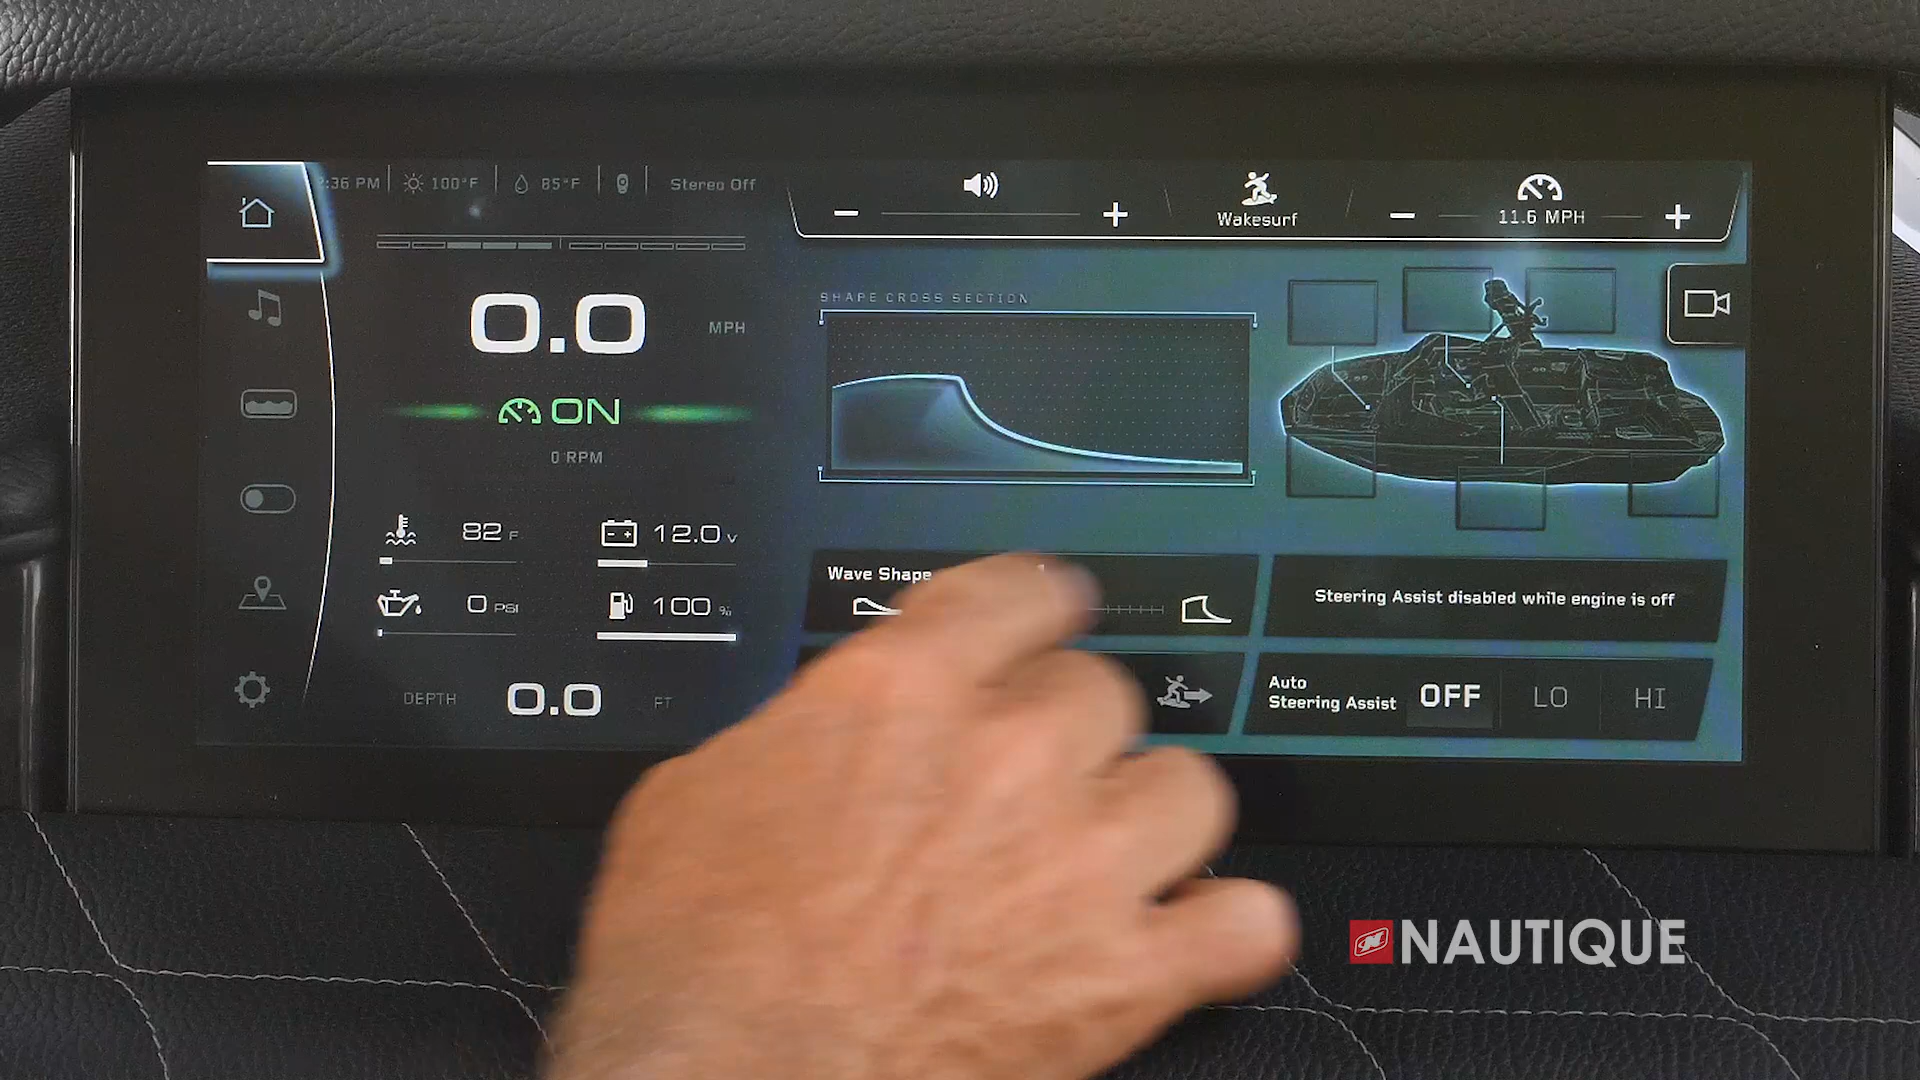 :36 PM
100°F
85°F
Stereo Off
Wakesurf
11.6 MPH
0.0 MPH
ON
0 RPM
82 F
12.0 V
0 PSI
100 %
DEPTH 0.0 FT
SHAPE CROSS SECTION
Wave Shape
Steering Assist disabled while engine is off
Auto
Steering Assist
OFF LO HI
NAUTIQUE